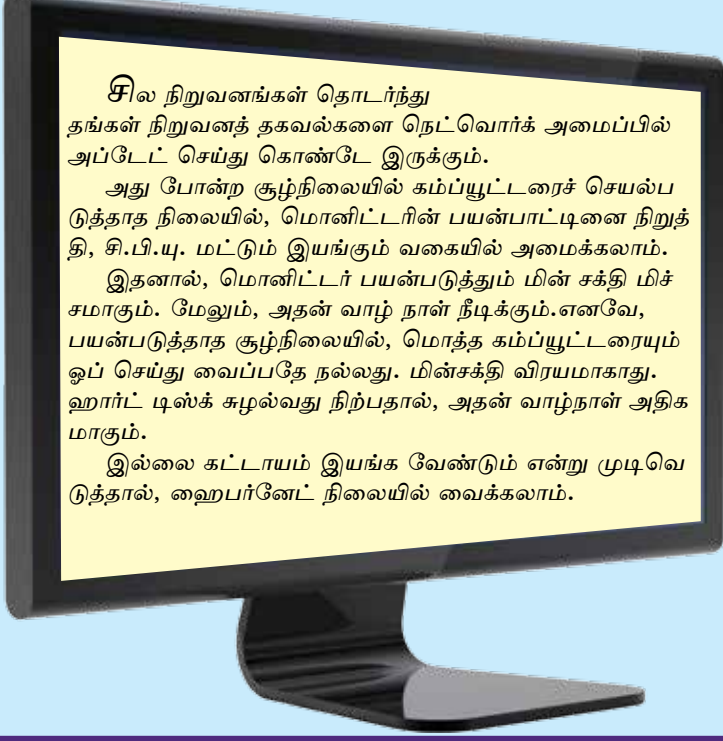 சில நிறுவனங்கள் தொடர்ந்து
தங்கள் நிறுவனத் தகவல்களை நெட்வொர்க் அமைப்பில்
அப்டேட் செய்து கொண்டே இருக்கும்.
அது போன்ற சூழ்நிலையில் கம்ப்யூட்டரைச் செயல்ப
டுத்தாத நிலையில், மொனிட்டரின் பயன்பாட்டினை நிறுத்
தி, சி.பி.யு. மட்டும் இயங்கும் வகையில் அமைக்கலாம்.
இதனால், மொனிட்டர் பயன்படுத்தும் மின் சக்தி மிச்
சமாகும். மேலும், அதன் வாழ் நாள் நீடிக்கும்.எனவே,
பயன்படுத்தாத சூழ்நிலையில், மொத்த கம்ப்யூட்டரையும்
ஓப் செய்து வைப்பதே நல்லது. மின்சக்தி விரயமாகாது.
ஹார்ட் டிஸ்க் சுழல்வது நிற்பதால், அதன் வாழ்நாள் அதிக
மாகும்.
இல்லை கட்டாயம் இயங்க வேண்டும் என்று முடிவெ
டுத்தால், ஹைபர்னேட் நிலையில் வைக்கலாம்.